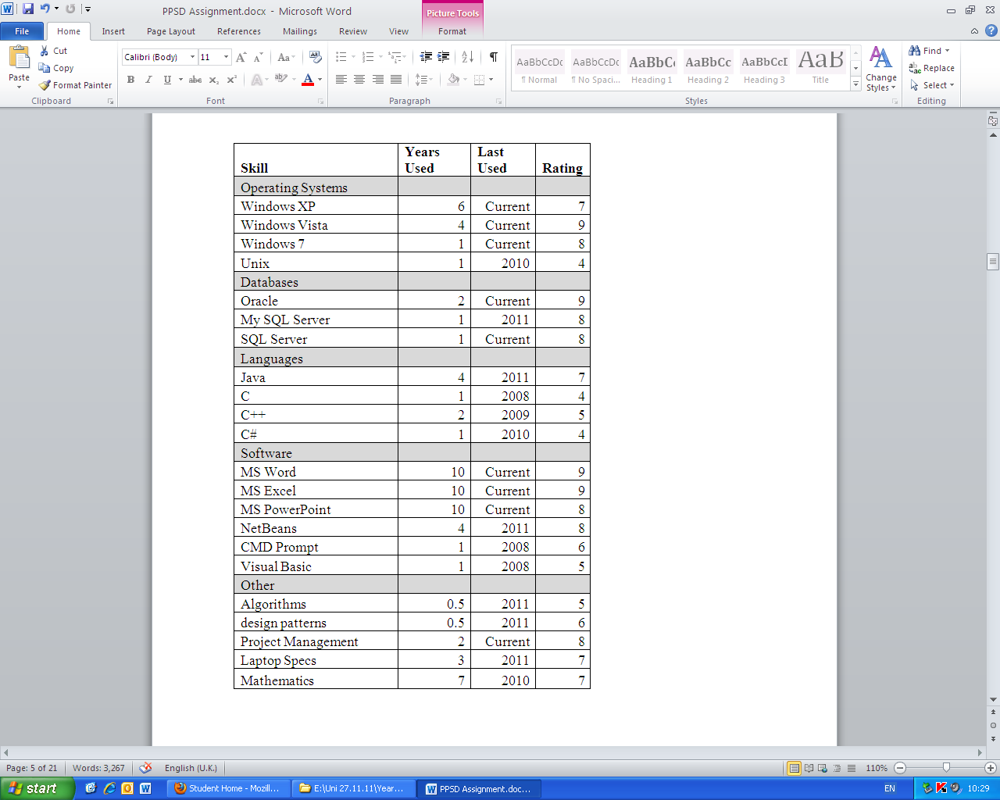 PPSD Assignment.docx - Microsoft Word
Picture Tools
File Home Insert Page Layout References Mailings Review View Format
Paste
Cut
Copy
Format Painter
Clipboard
Calibri (Body) 11
Font
Paragraph
AaBbCcDc AaBbCcDc AaBbCc AaBbCc AaBbCcI AaB
¶ Normal ¶ No Spaci... Heading 1 Heading 2 Heading 3 Title
Change Styles
Styles
Find
Replace
Select
Editing
Skill Years Used Last Used Rating
Operating Systems
Windows XP 6 Current 7
Windows Vista 4 Current 9
Windows 7 1 Current 8
Unix 1 2010 4
Databases
Oracle 2 Current 9
My SQL Server 1 2011 8
SQL Server 1 Current 8
Languages
Java 4 2011 7
C 1 2008 4
C++ 2 2009 5
C# 1 2010 4
Software
MS Word 10 Current 9
MS Excel 10 Current 9
MS PowerPoint 10 Current 8
NetBeans 4 2011 8
CMD Prompt 1 2008 6
Visual Basic 1 2008 5
Other
Algorithms 0.5 2011 5
design patterns 0.5 2011 6
Project Management 2 Current 8
Laptop Specs 3 2011 7
Mathematics 7 2010 7
Page: 5 of 21 Words: 3,267 English (U.K.) 110%
start Student Home - Mozill... E:\Uni 27.11.11\Year... PPSD Assignment.doc... EN 10:29